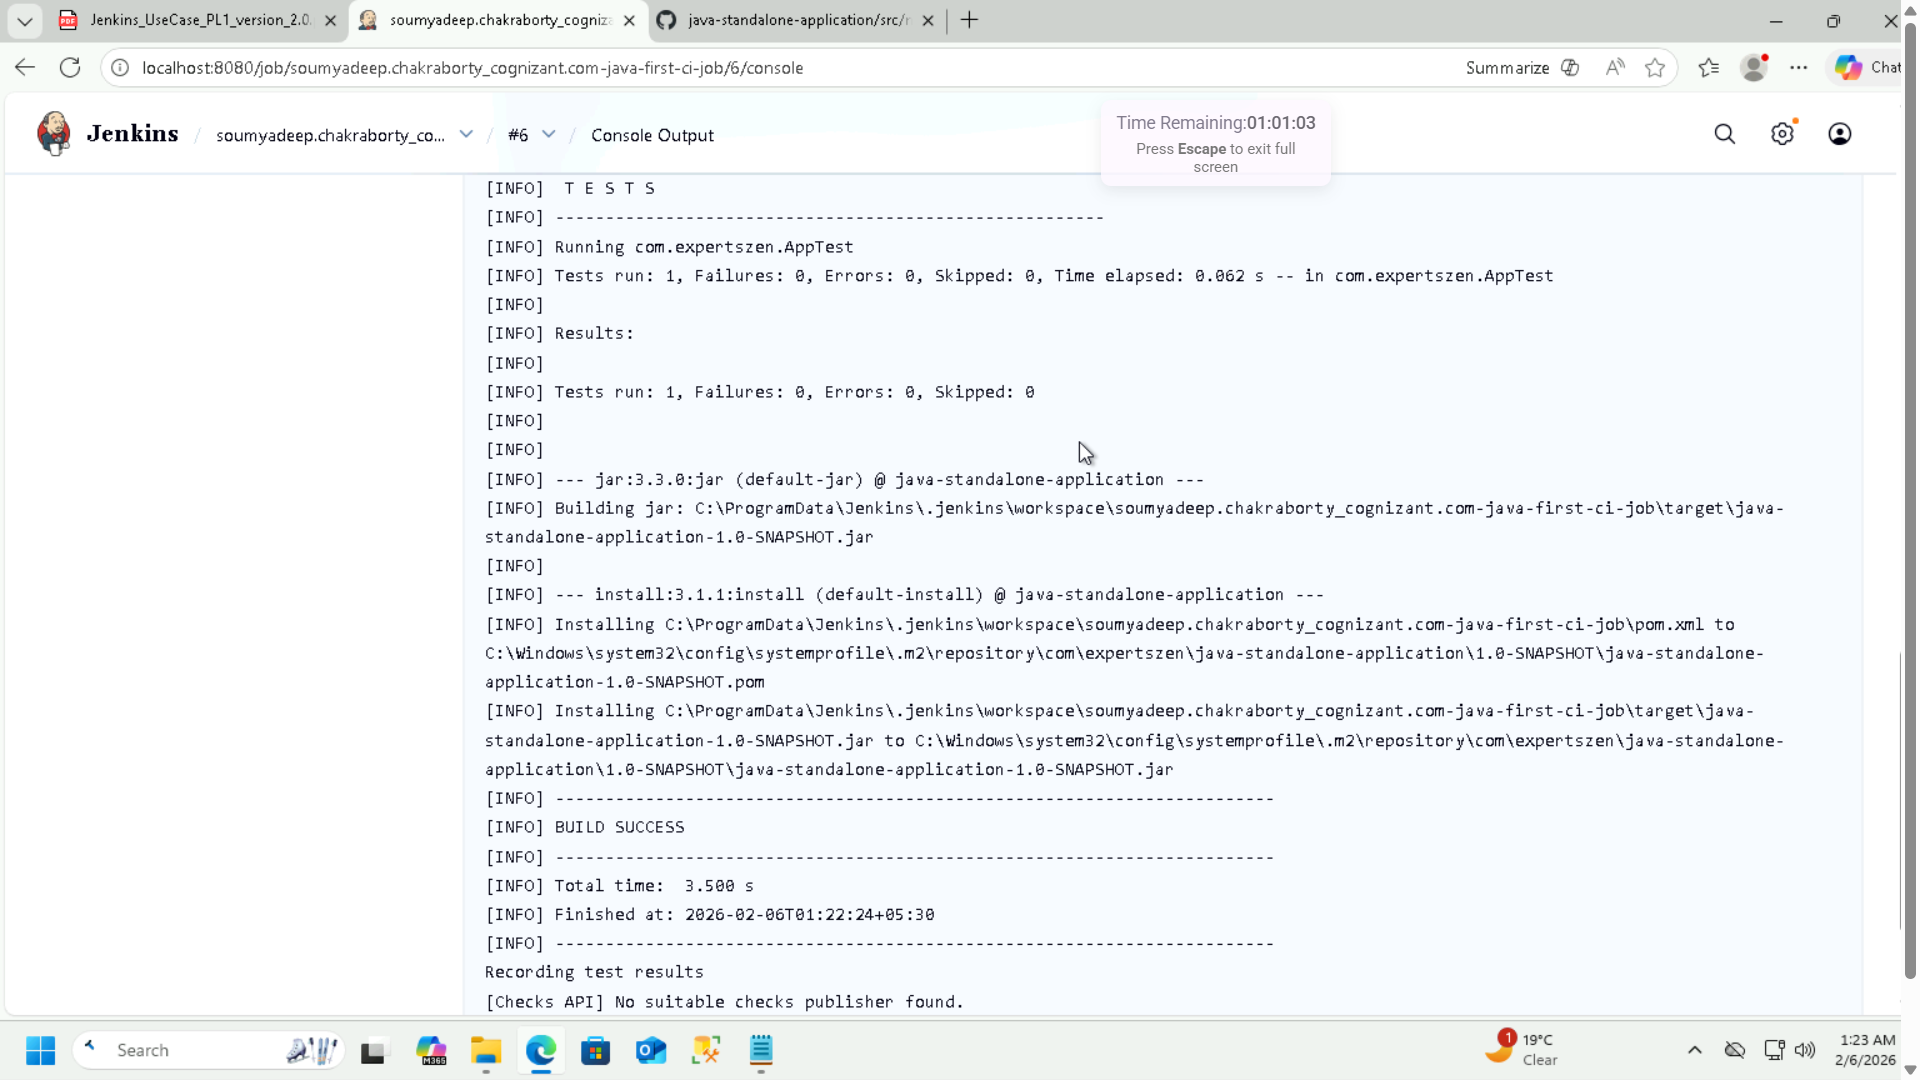 Jenkins_UseCase_PL1_version_2.0.
soumyadeep.chakraborty_cogniza
java-standalone-application/src/r
localhost:8080/job/soumyadeep.chakraborty_cognizant.com-java-first-ci-job/6/console
Summarize
Chat
Jenkins / soumyadeep.chakraborty_co... / #6 / Console Output
Time Remaining:01:01:03
Press Escape to exit full
screen
[INFO]  T E S T S
[INFO] -------------------------------------------------------
[INFO] Running com.expertszen.AppTest
[INFO] Tests run: 1, Failures: 0, Errors: 0, Skipped: 0, Time elapsed: 0.062 s -- in com.expertszen.AppTest
[INFO]
[INFO] Results:
[INFO]
[INFO] Tests run: 1, Failures: 0, Errors: 0, Skipped: 0
[INFO]
[INFO]
[INFO] --- jar:3.3.0:jar (default-jar) @ java-standalone-application ---
[INFO] Building jar: C:\ProgramData\Jenkins\.jenkins\workspace\soumyadeep.chakraborty_cognizant.com-java-first-ci-job\target\java-
standalone-application-1.0-SNAPSHOT.jar
[INFO]
[INFO] --- install:3.1.1:install (default-install) @ java-standalone-application ---
[INFO] Installing C:\ProgramData\Jenkins\.jenkins\workspace\soumyadeep.chakraborty_cognizant.com-java-first-ci-job\pom.xml to
C:\Windows\system32\config\systemprofile\.m2\repository\com\expertszen\java-standalone-application\1.0-SNAPSHOT\java-standalone-
application-1.0-SNAPSHOT.pom
[INFO] Installing C:\ProgramData\Jenkins\.jenkins\workspace\soumyadeep.chakraborty_cognizant.com-java-first-ci-job\target\java-
standalone-application-1.0-SNAPSHOT.jar to C:\Windows\system32\config\systemprofile\.m2\repository\com\expertszen\java-standalone-
application\1.0-SNAPSHOT\java-standalone-application-1.0-SNAPSHOT.jar
[INFO] ------------------------------------------------------------------------
[INFO] BUILD SUCCESS
[INFO] ------------------------------------------------------------------------
[INFO] Total time:  3.500 s
[INFO] Finished at: 2026-02-06T01:22:24+05:30
[INFO] ------------------------------------------------------------------------
Recording test results
[Checks API] No suitable checks publisher found.
Search
M365
1
19°C
Clear
1:23 AM
2/6/2026